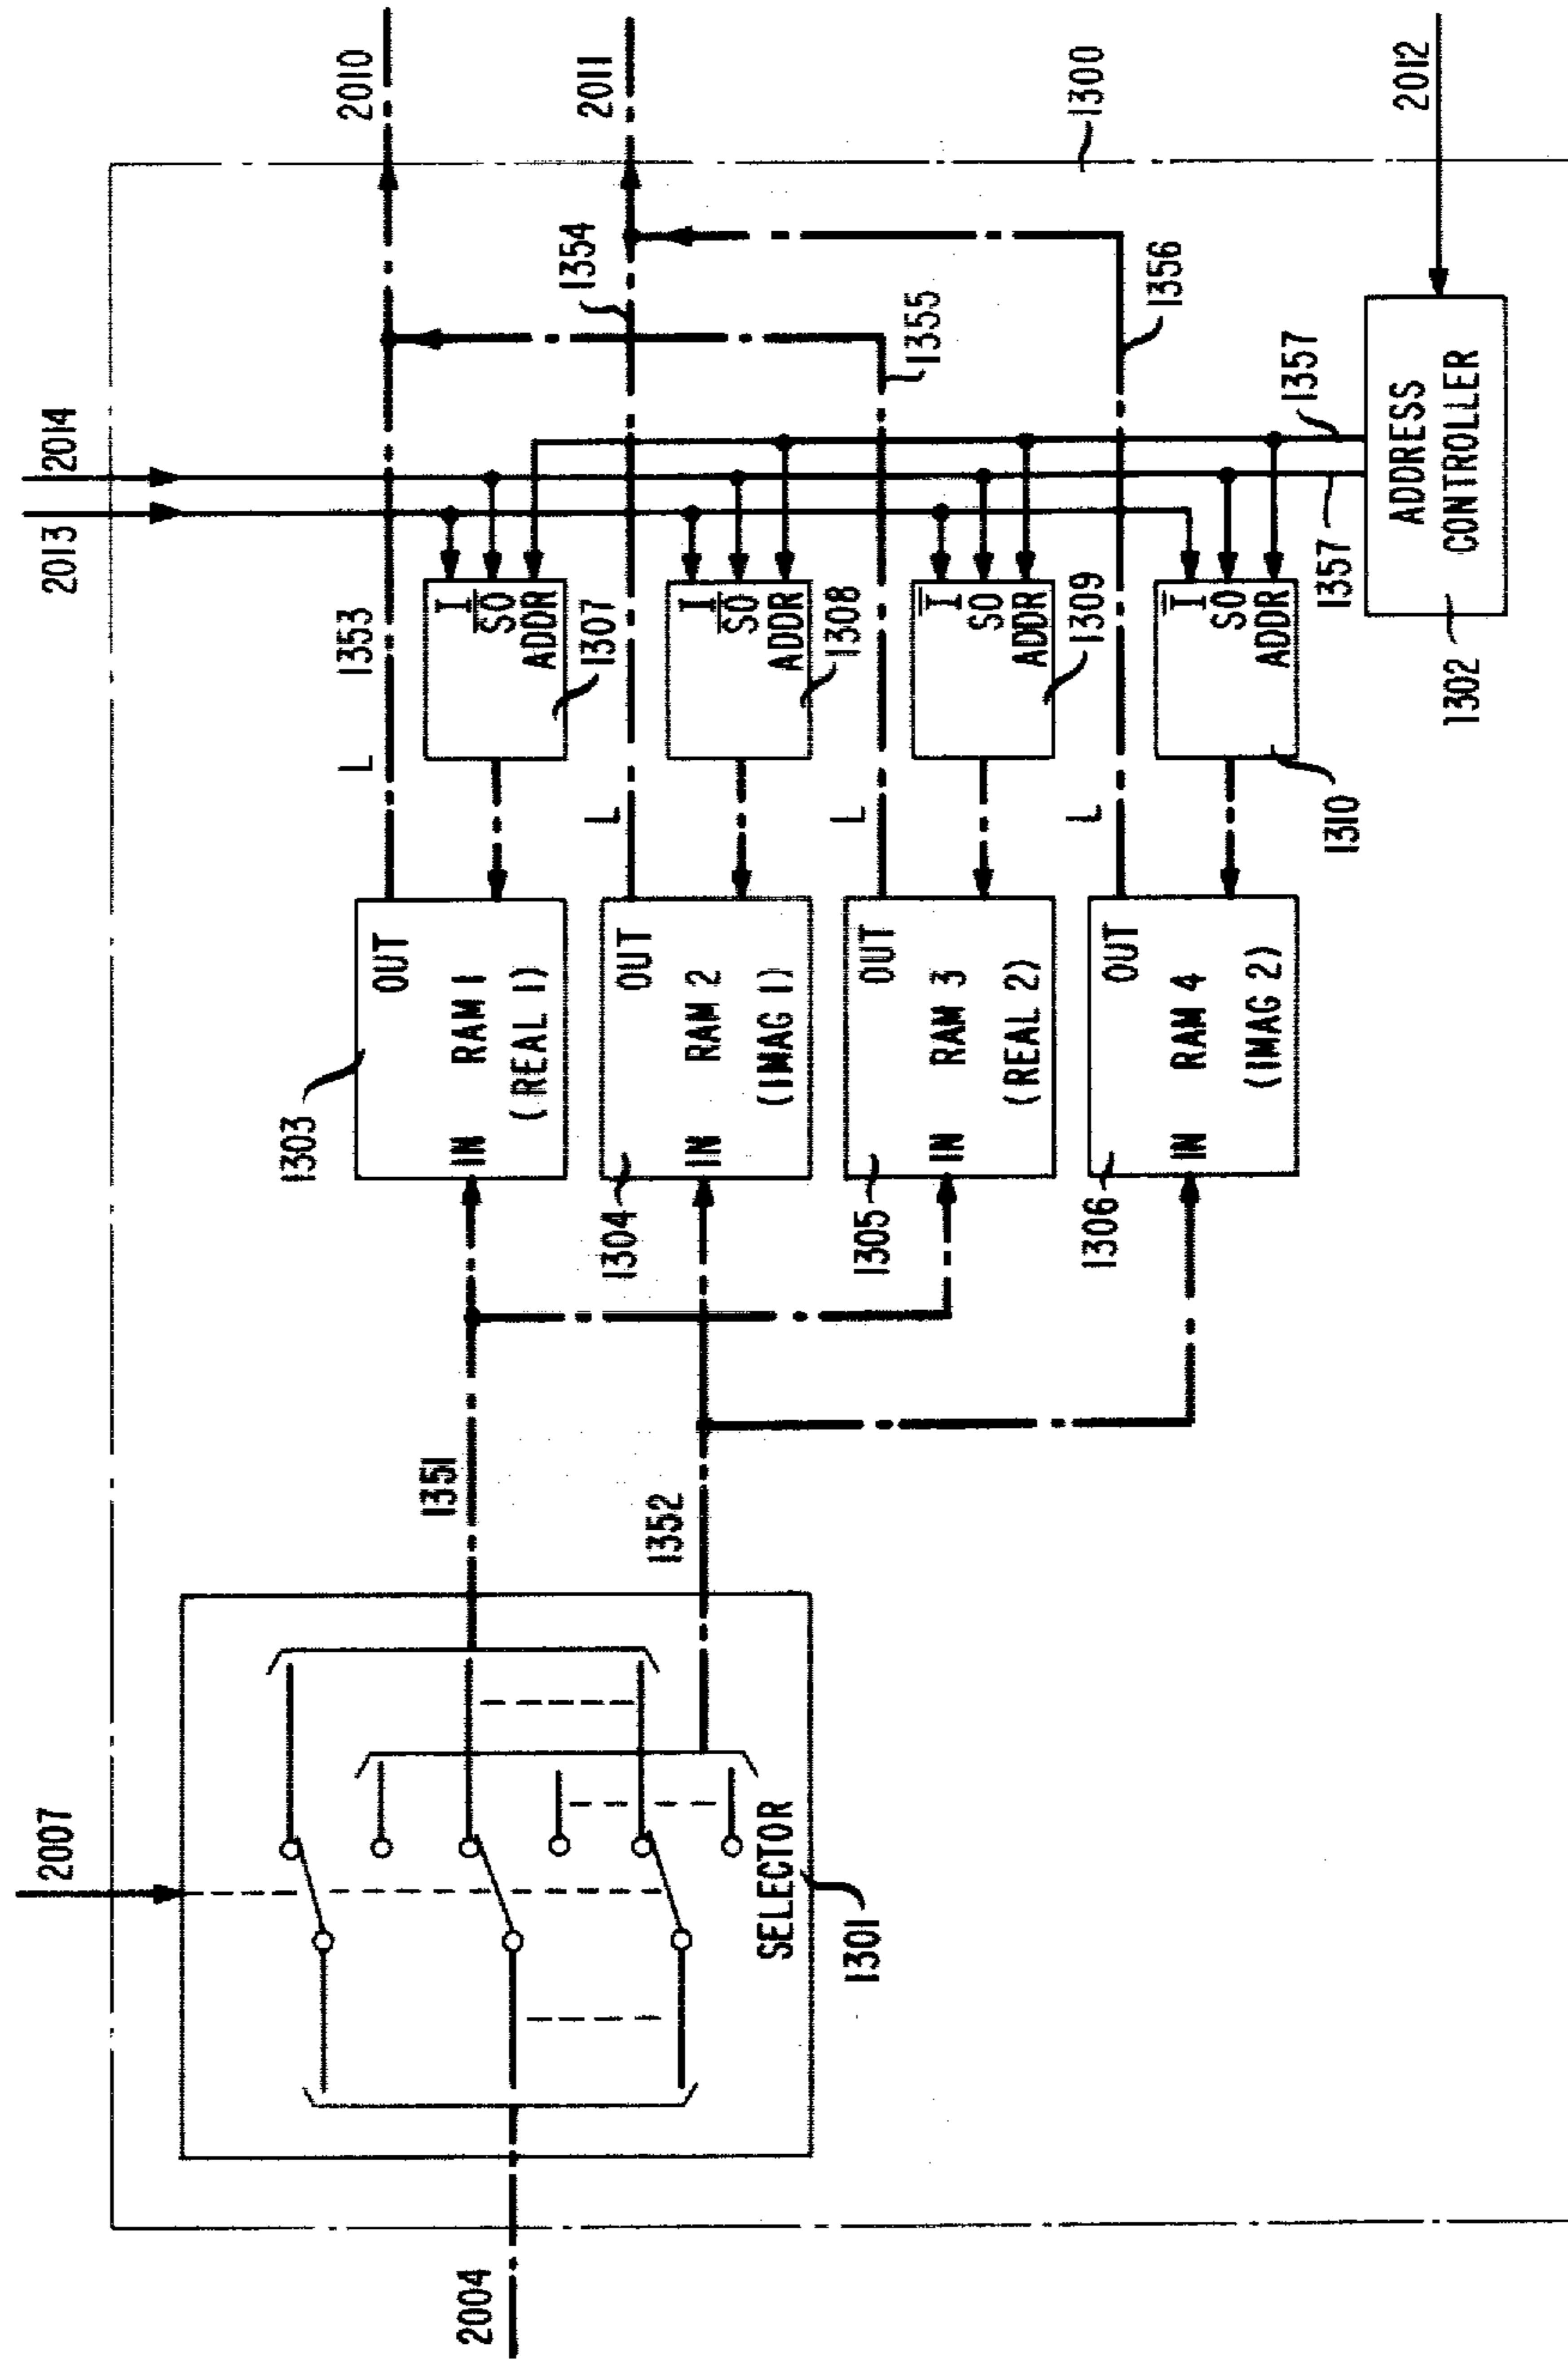 2007
2013
2014
1303
L
1353
2010
OUT
1351
IN
RAM 1
(REAL 1)
Ī
S̅O̅
ADDR
1307
2004
1354
2011
L
1304
OUT
1352
IN
RAM 2
(IMAG 1)
Ī
S̅O̅
ADDR
1308
SELECTOR
1301
L
1305
OUT
1355
IN
RAM 3
(REAL 2)
Ī
SO
ADDR
1309
1300
L
1306
OUT
1356
IN
RAM 4
(IMAG 2)
Ī
SO
ADDR
1310
1357
1357
2012
1302
ADDRESS
CONTROLLER